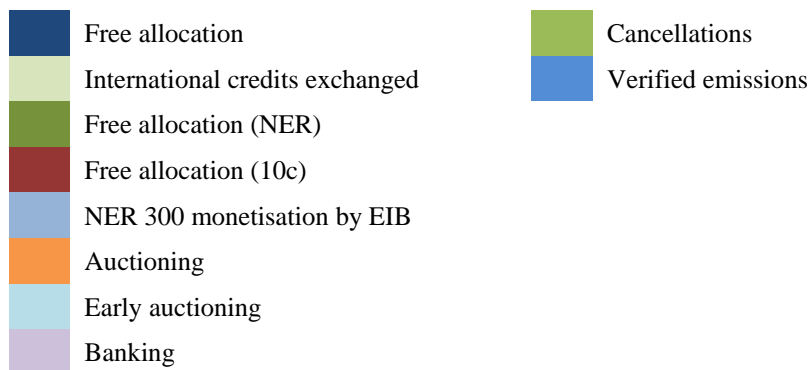 Free allocation
International credits exchanged
Free allocation (NER)
Free allocation (10c)
NER 300 monetisation by EIB
Auctioning
Early auctioning
Banking
Cancellations
Verified emissions